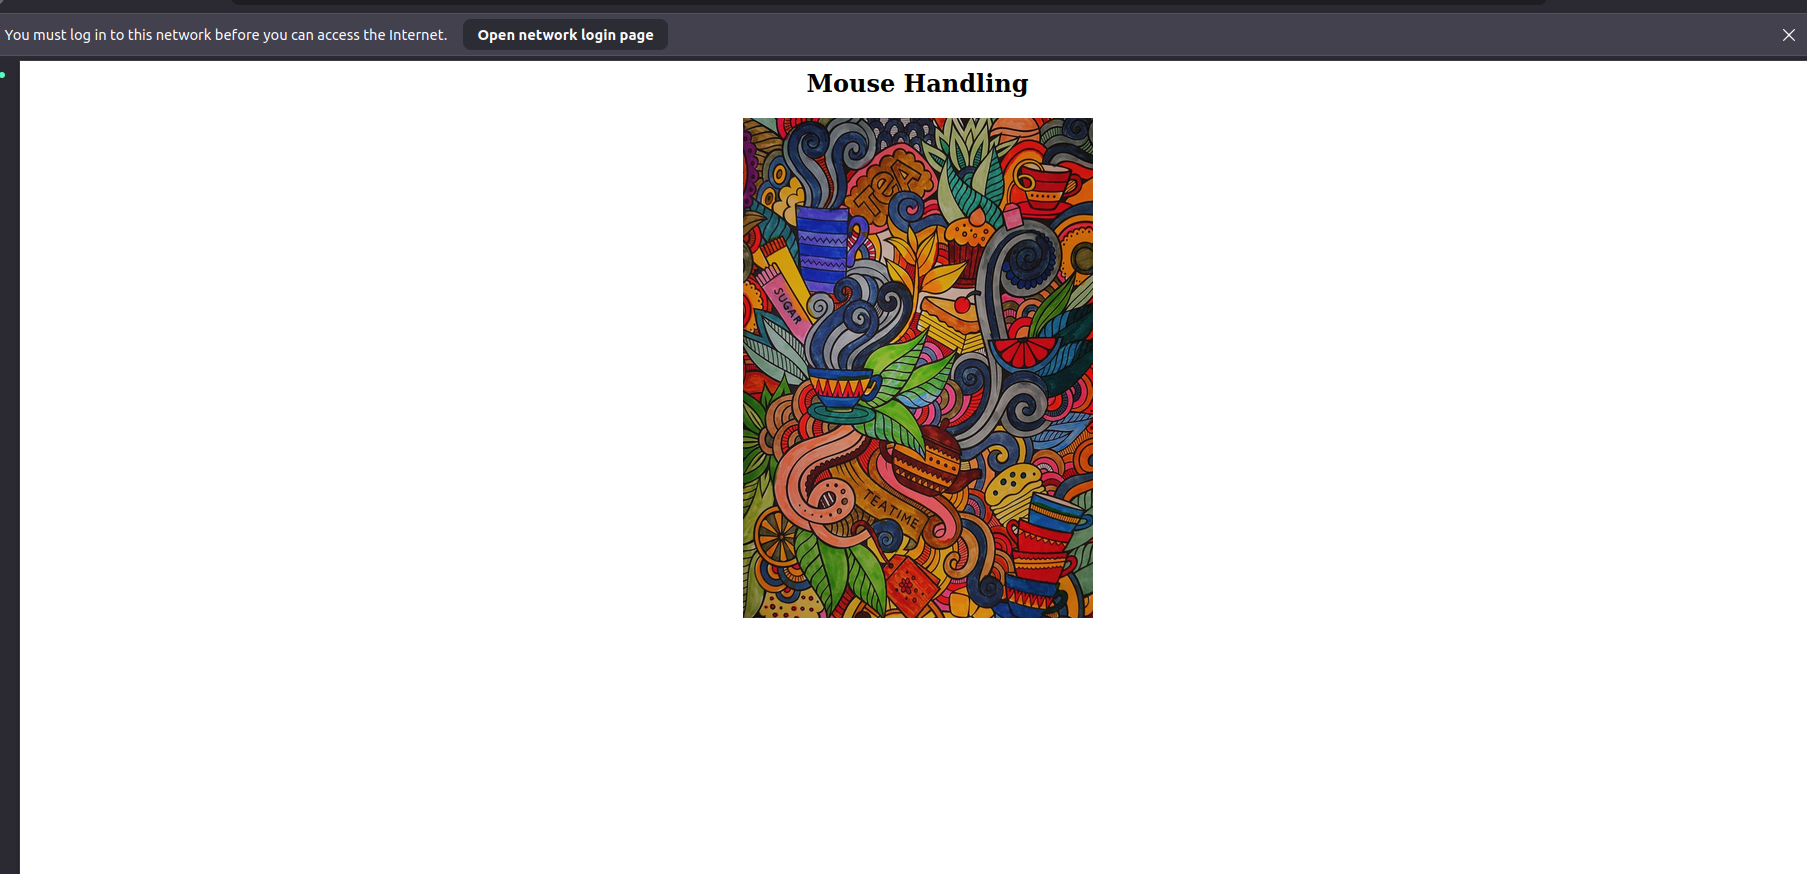 You must log in to this network before you can access the Internet. Open network login page
Mouse Handling
TeA
SUGAR
TEATIME